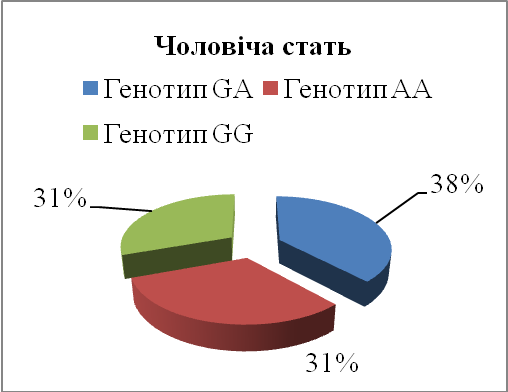 Чоловіча стать
Генотип GA Генотип AA
Генотип GG
31%
38%
31%